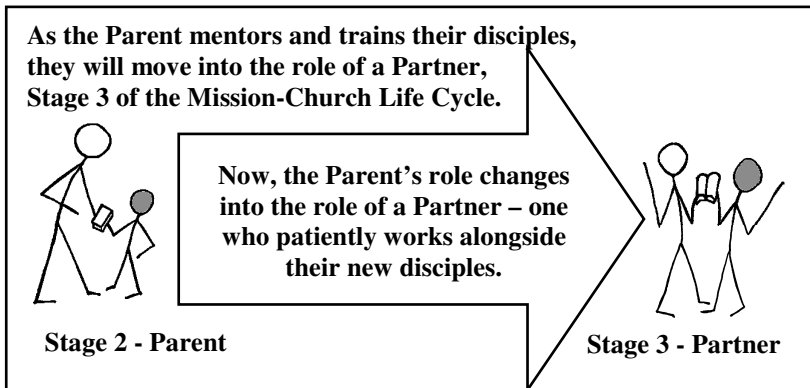 As the Parent mentors and trains their disciples,
they will move into the role of a Partner,
Stage 3 of the Mission-Church Life Cycle.
Now, the Parent's role changes
into the role of a Partner – one
who patiently works alongside
their new disciples.
Stage 2 - Parent
Stage 3 - Partner